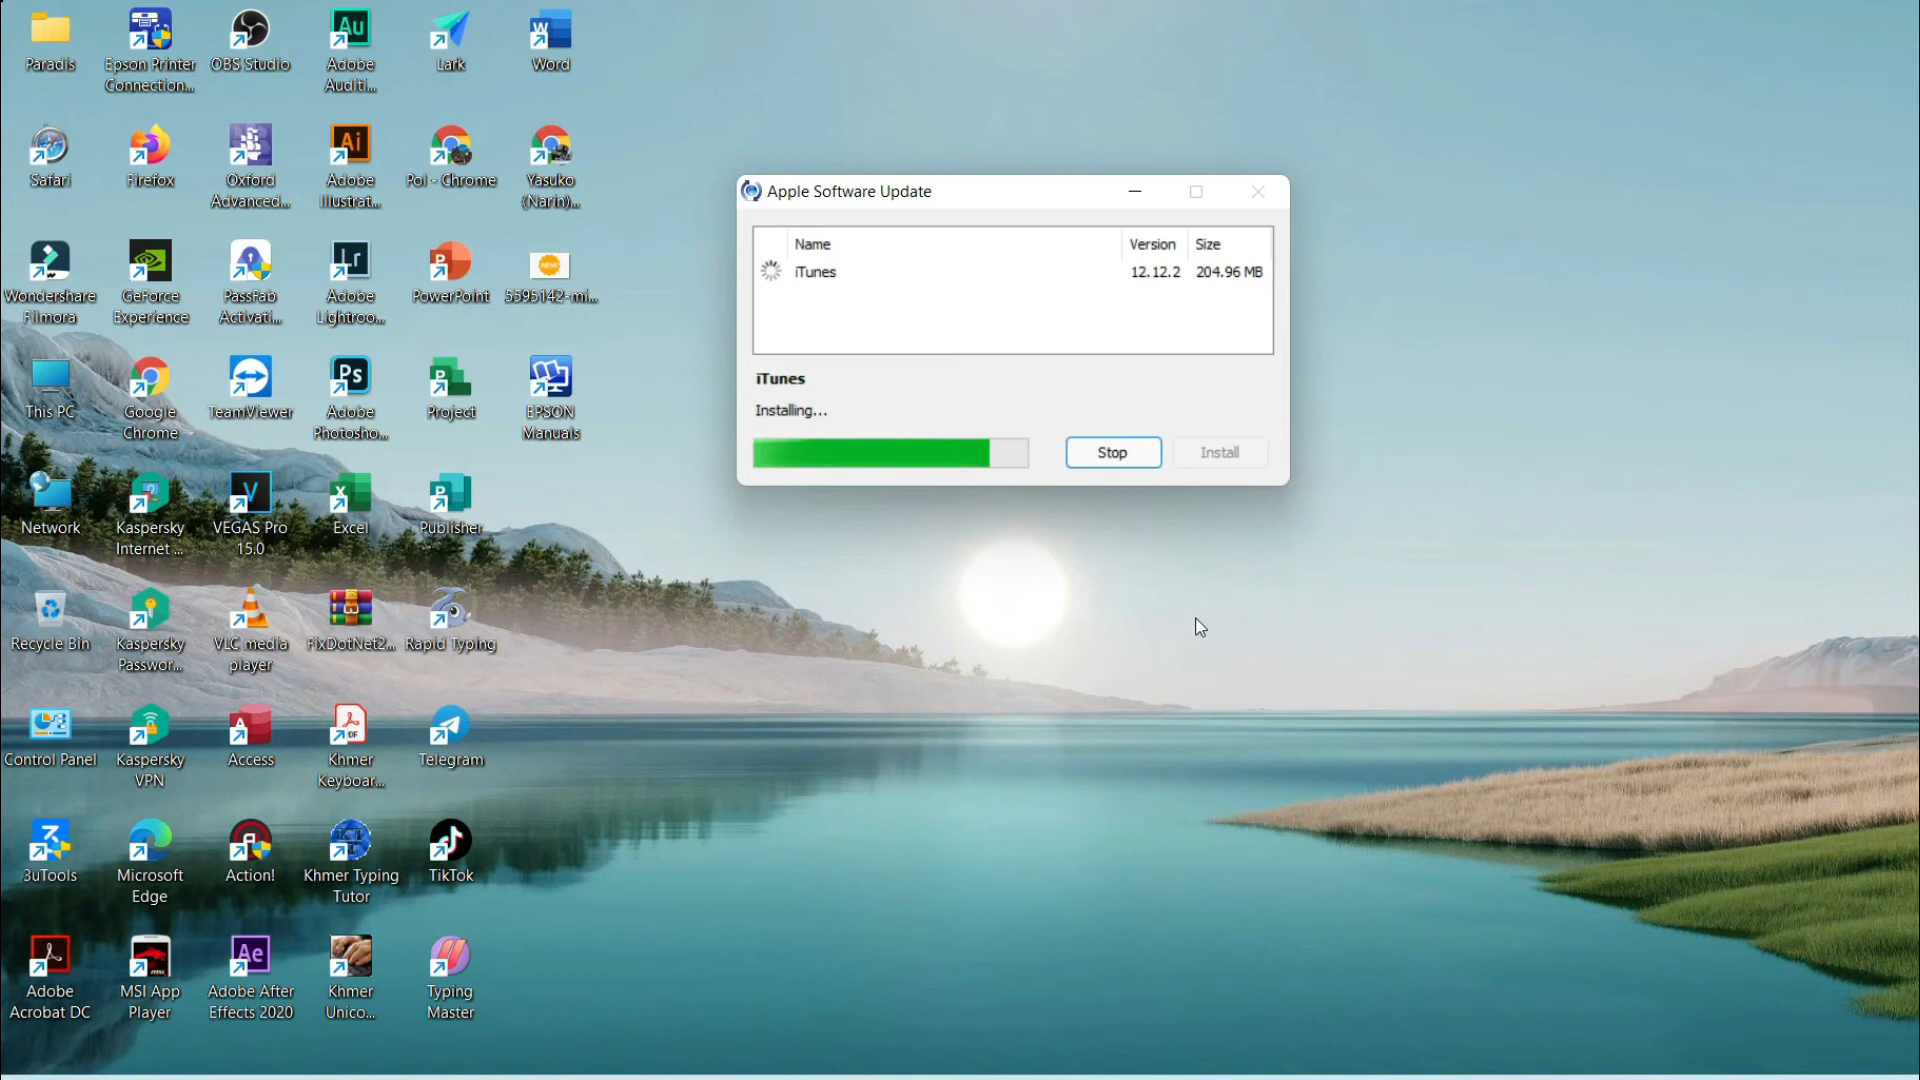 Paradis
Epson Printer
Connection...
OBS Studio
Adobe
Auditi...
Lark
Word
Safari
Firefox
Oxford
Advanced...
Adobe
Illustrat...
Pol - Chrome
Yasuko
(Narin)...
Wondershare
Filmora
GeForce
Experience
PassFab
Activati...
Adobe
Lightroo...
PowerPoint
5595142-mi...
This PC
Google
Chrome
TeamViewer
Adobe
Photosho...
Project
EPSON
Manuals
Network
Kaspersky
Internet ...
VEGAS Pro
15.0
Excel
Publisher
Recycle Bin
Kaspersky
Passwor...
VLC media
player
FixDotNet2...
Rapid Typing
Control Panel
Kaspersky
VPN
Access
Khmer
Keyboar...
Telegram
3uTools
Microsoft
Edge
Action!
Khmer Typing
Tutor
TikTok
Adobe
Acrobat DC
MSI App
Player
Adobe After
Effects 2020
Khmer
Unico...
Typing
Master
Apple Software Update
Name Version Size
iTunes 12.12.2 204.96 MB
iTunes
Installing...
Stop Install